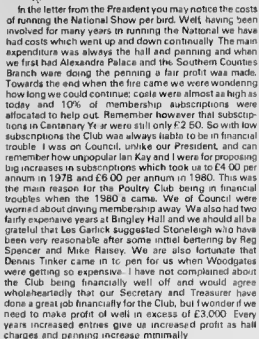 In the letter from the President you may notice the costs
of running the National Show per bird. Well, having been
involved for many years in running the National we have
had costs which went up and down continually The main
expenditure was always the hall and penning and when
we first had Alexandra Palace and the Southern Counties
Branch were doing the penning a fair profit was made.
Towards the end when the fire came we were wondering
how long we could continue; costs were almost as high as
today and 10% of membership subscriptions were
allocated to help out. Remember however that subscrip-
tions in Centenary Year were still only £2 50. So with low
subscriptions the Club was always liable to be in financial
trouble I was on Council, unlike our President, and can
remember how unpopular Ian Kay and I were for proposing
big increases in subscriptions which took us to £4 00 per
annum in 1978 and £6 00 per annum in 1980. This was
the main reason for the Poultry Club being in financial
troubles when the 1980 s came. We of Council were
worried about driving membership away We also had two
fairly expensive years at Bingley Hall and we should all be
grateful that Les Garlick suggested Stoneleigh who have
been very reasonable after some initial bartering by Reg
Spencer and Mike Raisey. We are also fortunate that
Dennis Tinker came in to pen for us when Woodgates
were getting so expensive I have not complained about
the Club being financially well off and would agree
wholeheartedly that our Secretary and Treasurer have
done a great job financially for the Club, but I wonder if we
need to make profit of well in excess of £3,000 Every
years increased entries give us increased profit as hall
charges and penning increase minimally